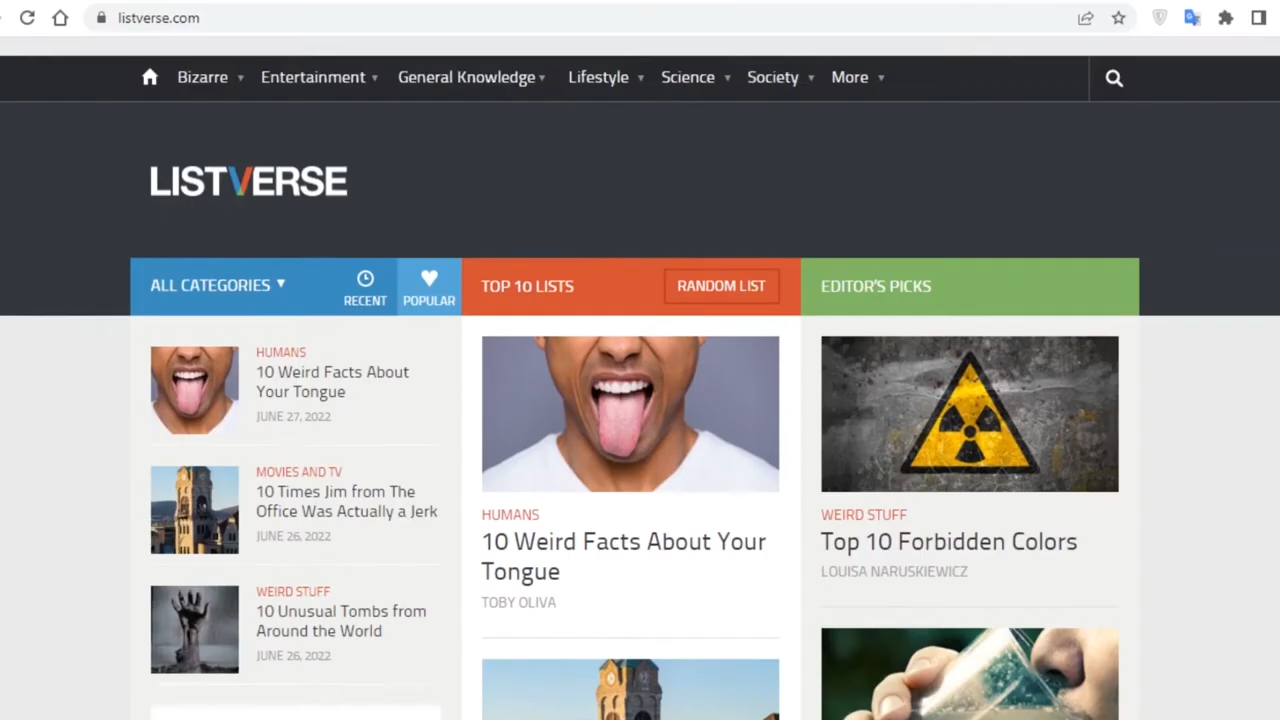 listverse.com
Bizarre Entertainment General Knowledge Lifestyle Science Society More
LISTVERSE
ALL CATEGORIES
RECENT
POPULAR
HUMANS
10 Weird Facts About
Your Tongue
JUNE 27, 2022
MOVIES AND TV
10 Times Jim from The
Office Was Actually a Jerk
JUNE 26, 2022
WEIRD STUFF
10 Unusual Tombs from
Around the World
JUNE 26, 2022
TOP 10 LISTS
RANDOM LIST
HUMANS
10 Weird Facts About Your
Tongue
TOBY OLIVA
EDITOR'S PICKS
WEIRD STUFF
Top 10 Forbidden Colors
LOUISA NARUSKIEWICZ